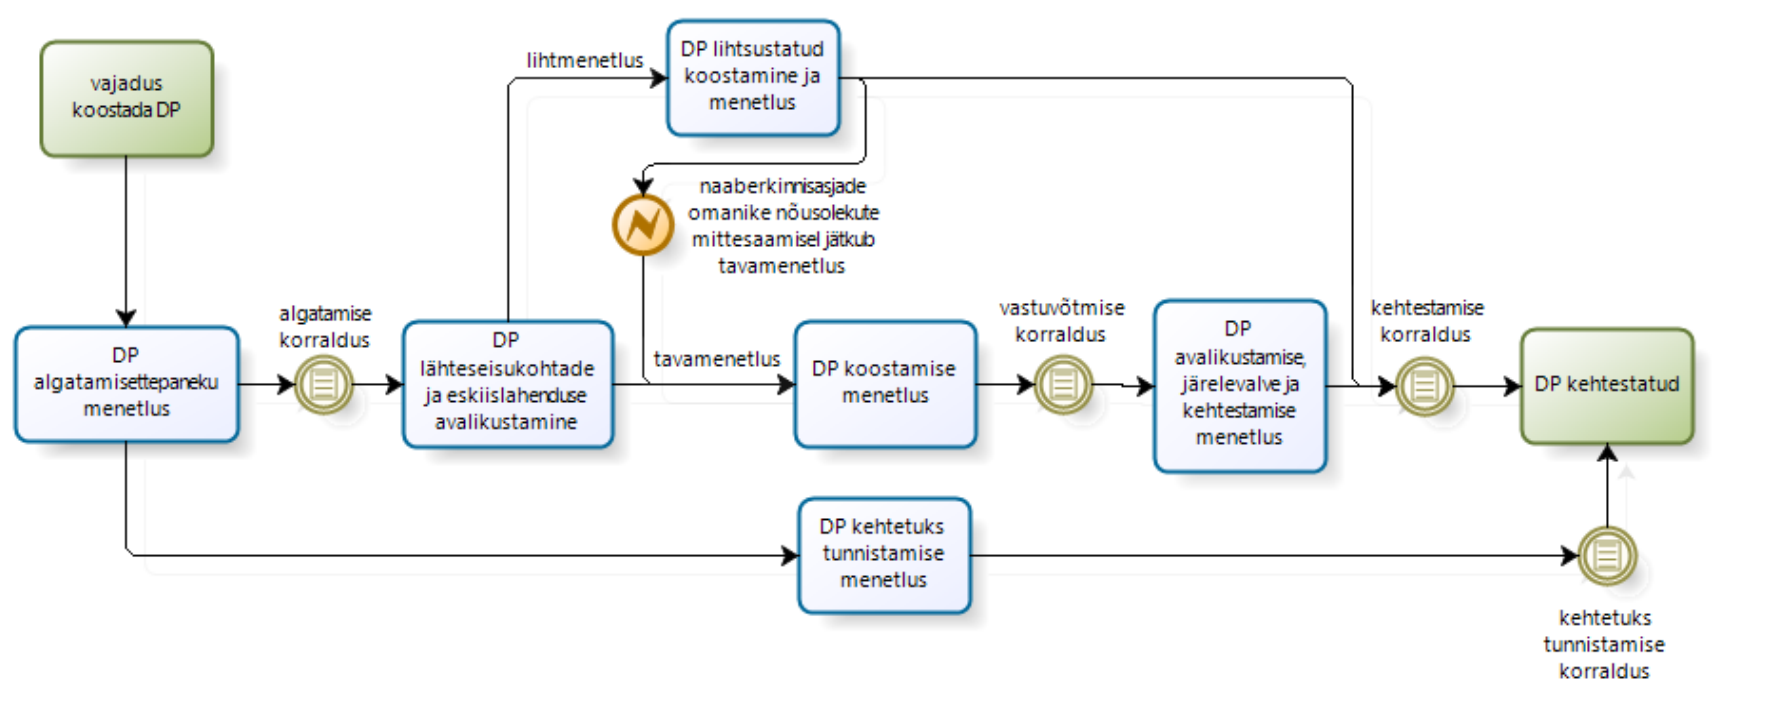 vajadus
koostada DP
lihtmenetlus
DP lihtsustatud
koostamine ja
menetlus
naaberkinnisasjade
omanike nõusolekute
mittesaamisel jätkub
tavamenetlus
DP
algatamisettepaneku
menetlus
algatamise
korraldus
DP
lähteseisukohtade
ja eskiislahenduse
avalikustamine
tavamenetlus
DP koostamise
menetlus
vastuvõtmise
korraldus
DP
avalikustamise,
järelevalve ja
kehtestamise
menetlus
kehtestamise
korraldus
DP kehtestatud
DP kehtetuks
tunnistamise
menetlus
kehtetuks
tunnistamise
korraldus